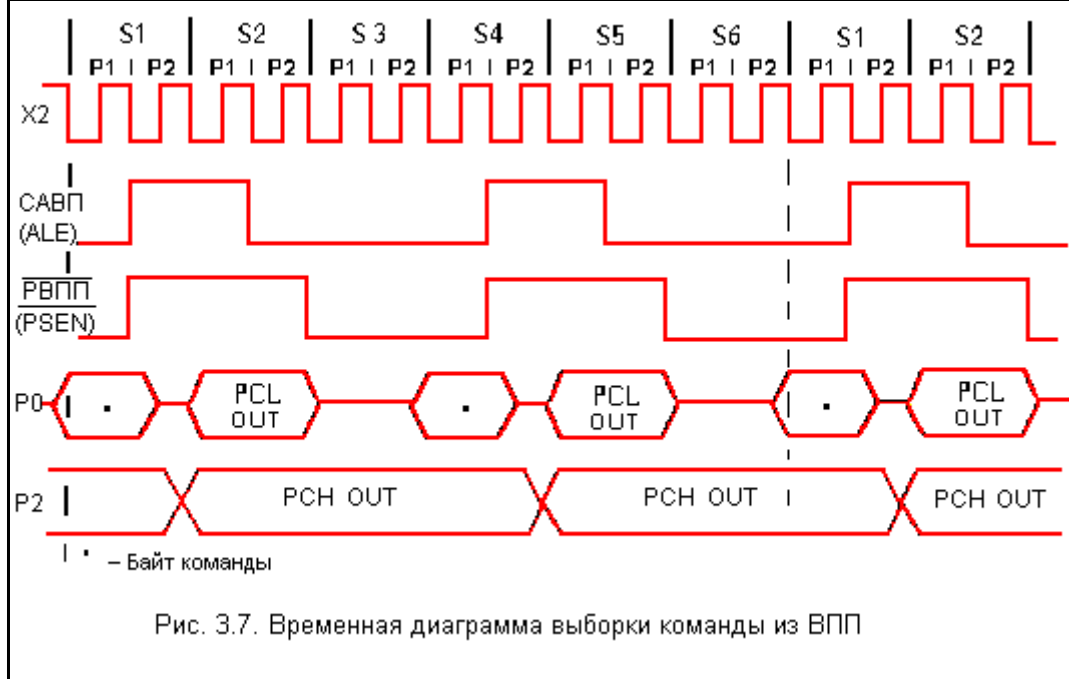 S1 S2 S 3 S4 S5 S6 S1 S2
P1 P2 P1 P2 P1 P2 P1 P2 P1 P2 P1 P2 P1 P2 P1 P2
X2
САВП
(ALE)
РВПП
(PSEN)
P0 . PCL . PCL . PCL
OUT OUT OUT
P2 PCH OUT PCH OUT PCH OUT
· – Байт команды
Рис. 3.7. Временная диаграмма выборки команды из ВПП